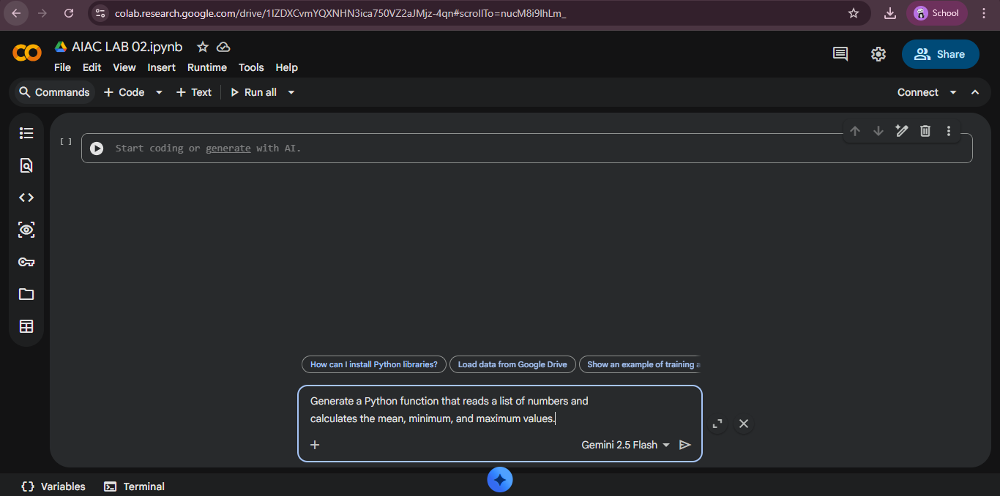 colab.research.google.com/drive/1IZDXCvmYQXNHN3ica750VZ2aJMjz-4qn#scrollTo=nucM8i9lhLm_
School
AIAC LAB 02.ipynb
File Edit View Insert Runtime Tools Help
Share
Commands + Code + Text Run all
Connect
[ ]
Start coding or generate with AI.
How can I install Python libraries? Load data from Google Drive Show an example of training a
Generate a Python function that reads a list of numbers and
calculates the mean, minimum, and maximum values.
Gemini 2.5 Flash
Variables Terminal